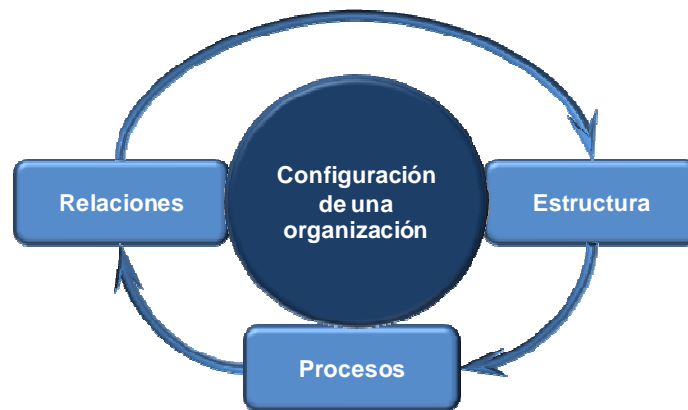 Configuración
de una
organización
Relaciones
Estructura
Procesos